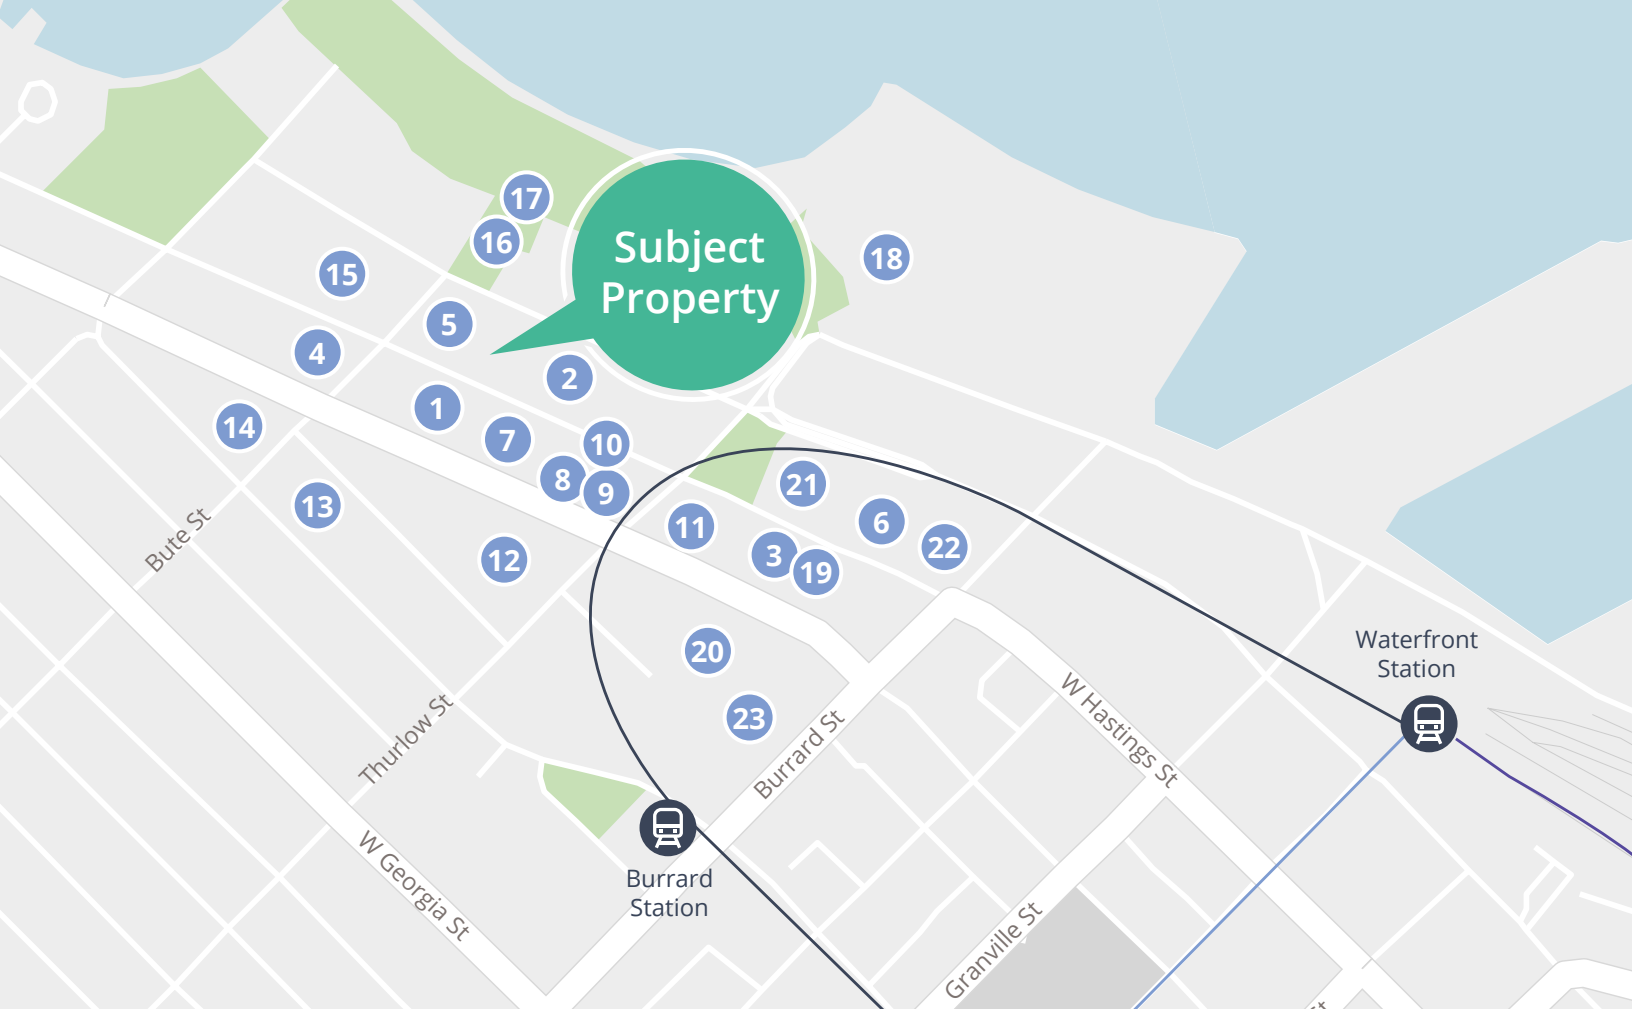 17
16
Subject
Property
18
15
5
4
2
1
14
7
10
8
9
21
13
11
6
22
12
3
19
Bute St
20
Waterfront
Station
23
W Hastings St
Thurlow St
Burrard St
W Georgia St
Burrard
Station
Granville St
St